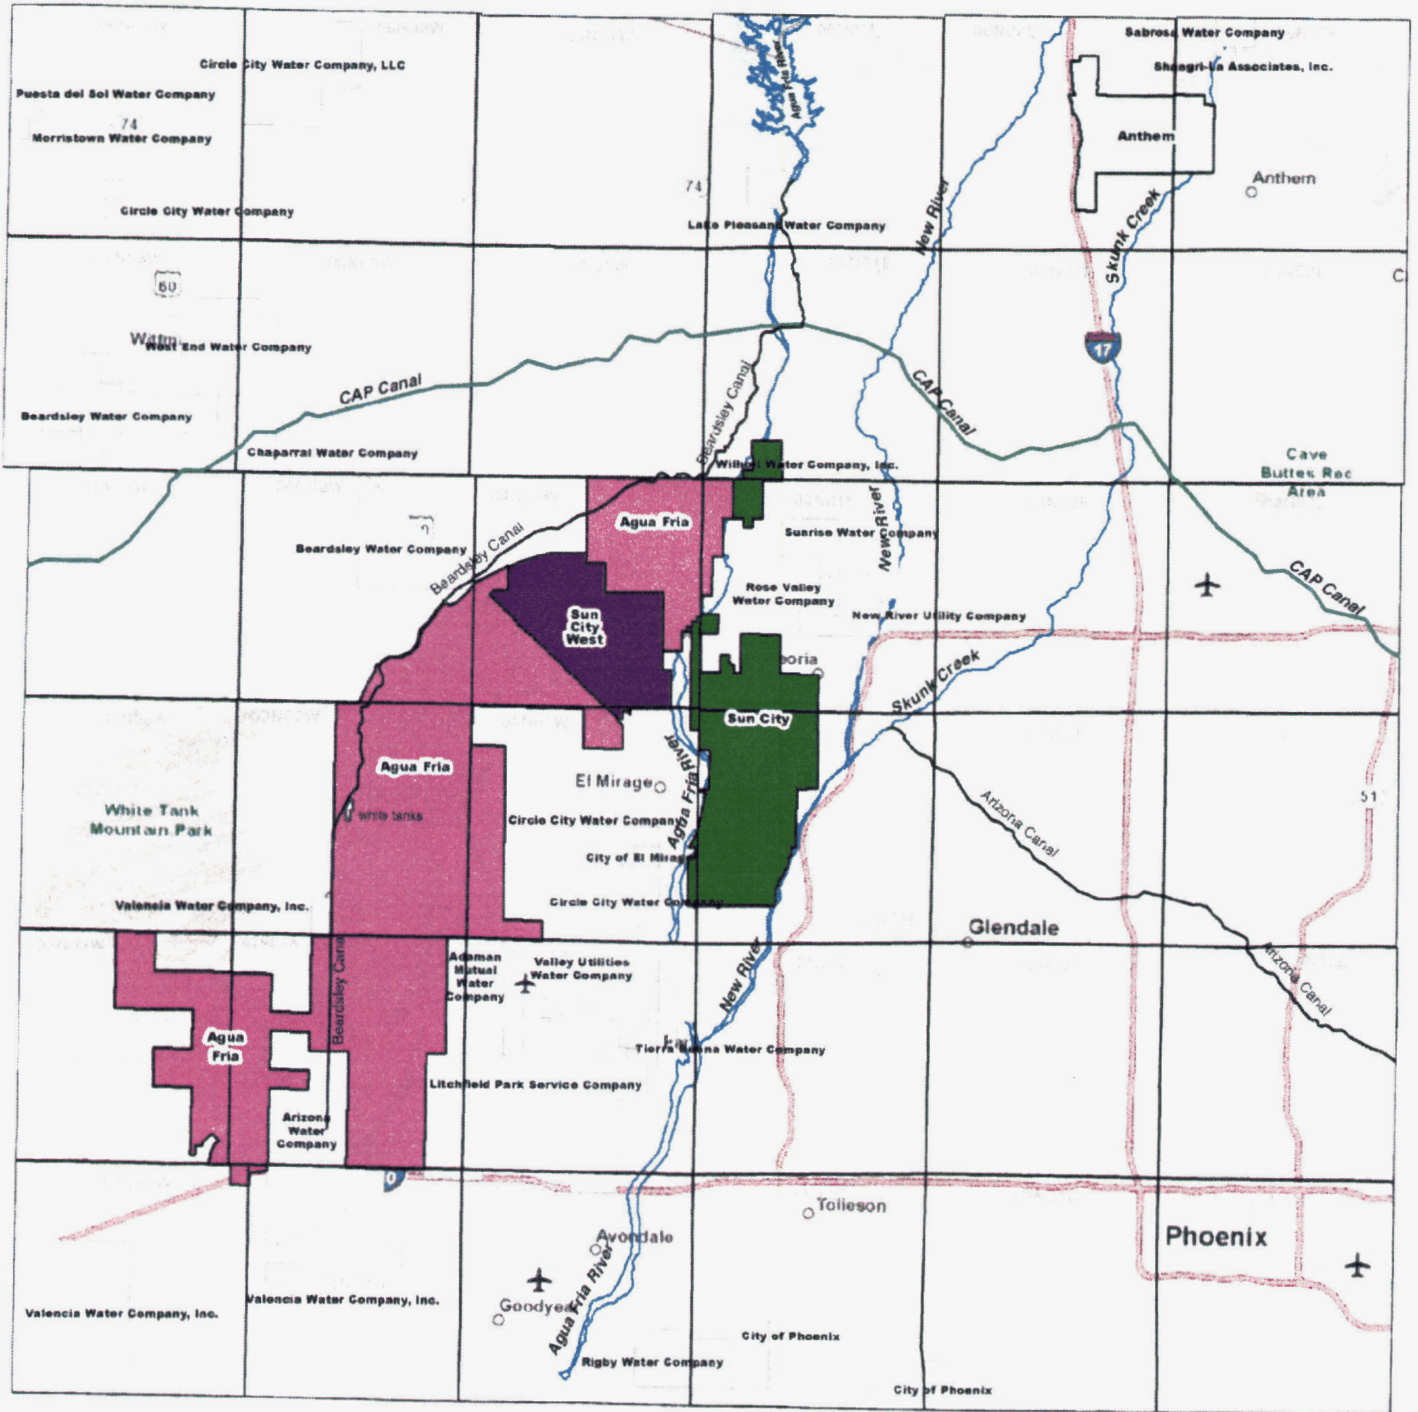 Sabrosa Water Company
Circle City Water Company, LLC
Shangri-La Associates, Inc.
Agua Fria River
Puesta del Sol Water Company
74
Morristown Water Company
Anthem
Anthem
74
New River
Skunk Creek
Circle City Water Company
Lake Pleasant Water Company
60
C
West End Water Company
17
CAP Canal
Beardsley Canal
CAP Canal
Beardsley Water Company
Chaparral Water Company
Wilhoit Water Company, Inc.
Cave
Buttes Rec
Area
Agua Fria
New River
Sunrise Water Company
Beardsley Water Company
Beardsley Canal
CAP Canal
Rose Valley
Water Company
New River Utility Company
Sun
City
West
eoria
Skunk Creek
Sun City
Agua Fria
El Mirage
Agua Fria River
51
White Tank
Mountain Park
white tanks
Circle City Water Company
Arizona Canal
City of El Mirage
Circle City Water Company
Valencia Water Company, Inc.
Glendale
Beardsley Canal
Adaman
Mutual
Water
Company
Valley Utilities
Water Company
New River
Arizona Canal
Agua
Fria
Tierra Buena Water Company
Litchfield Park Service Company
Arizona
Water
Company
0
Tolleson
Avondale
Phoenix
Agua Fria River
Goodyea
Valencia Water Company, Inc.
Valencia Water Company, Inc.
City of Phoenix
Rigby Water Company
City of Phoenix